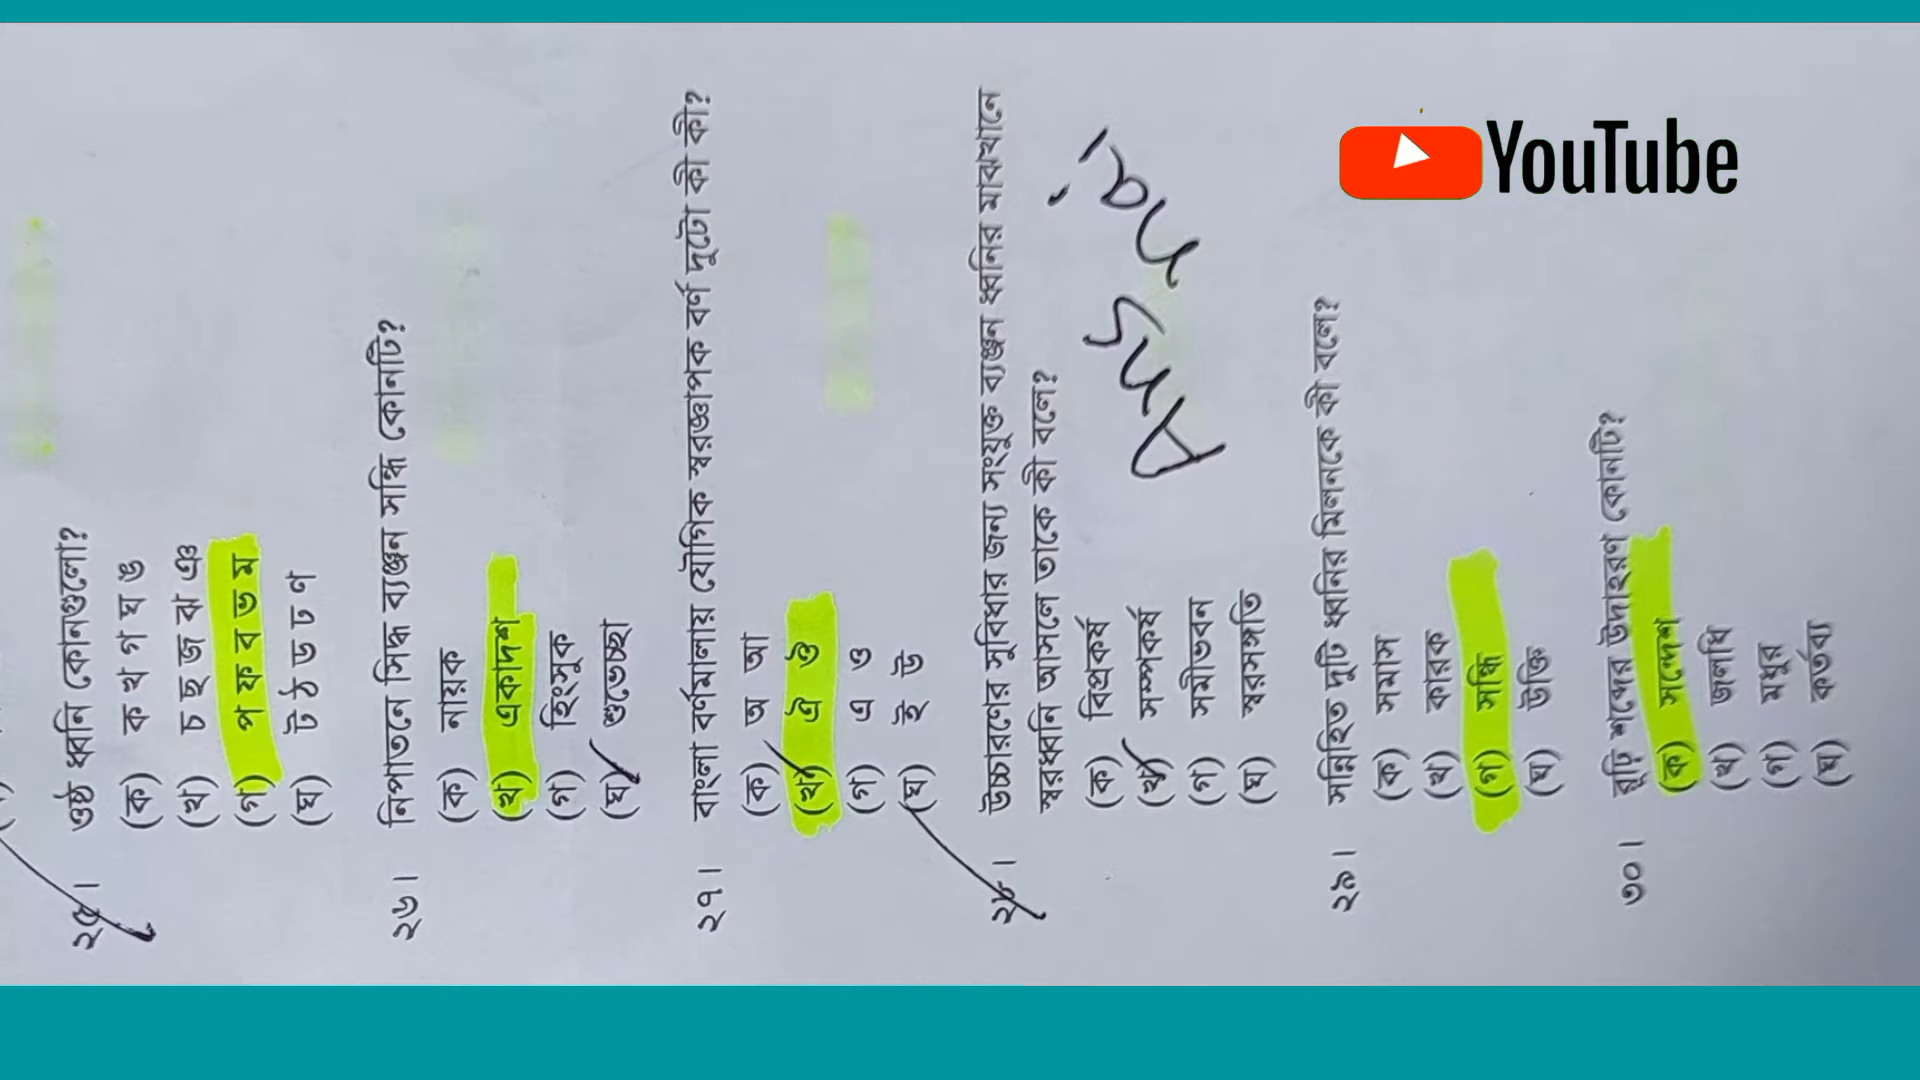 ২৫। ওষ্ঠ ধ্বনি কোনগুলো?
(ক) ক খ গ ঘ ঙ
(খ) চ ছ জ ঝ ঞ
(গ) প ফ ব ভ ম
(ঘ) ট ঠ ড ঢ ণ
২৬। নিপাতনে সিদ্ধ ব্যঞ্জন সন্ধি কোনটি?
(ক) নায়ক
(খ) একাদশ
(গ) হিংসুক
(ঘ) শুভেচ্ছা
২৭। বাংলা বর্ণমালায় যৌগিক স্বরজ্ঞাপক বর্ণ দুটো কী কী?
(ক) অ আ
(খ) ঐ ঔ
(গ) এ ও
(ঘ) ই উ
২৮। উচ্চারণের সুবিধার জন্য সংযুক্ত ব্যঞ্জন ধ্বনির মাঝখানে
স্বরধ্বনি আসলে তাকে কী বলে?
(ক) বিপ্রকর্ষ
(খ) সম্পকর্ষ
(গ) সমীভবন
(ঘ) স্বরসঙ্গতি
২৯। সন্নিহিত দুটি ধ্বনির মিলনকে কী বলে?
(ক) সমাস
(খ) কারক
(গ) সন্ধি
(ঘ) উক্তি
৩০। রূঢ়ি শব্দের উদাহরণ কোনটি?
(ক) সন্দেশ
(খ) জলধি
(গ) মধুর
(ঘ) কর্তব্য
YouTube